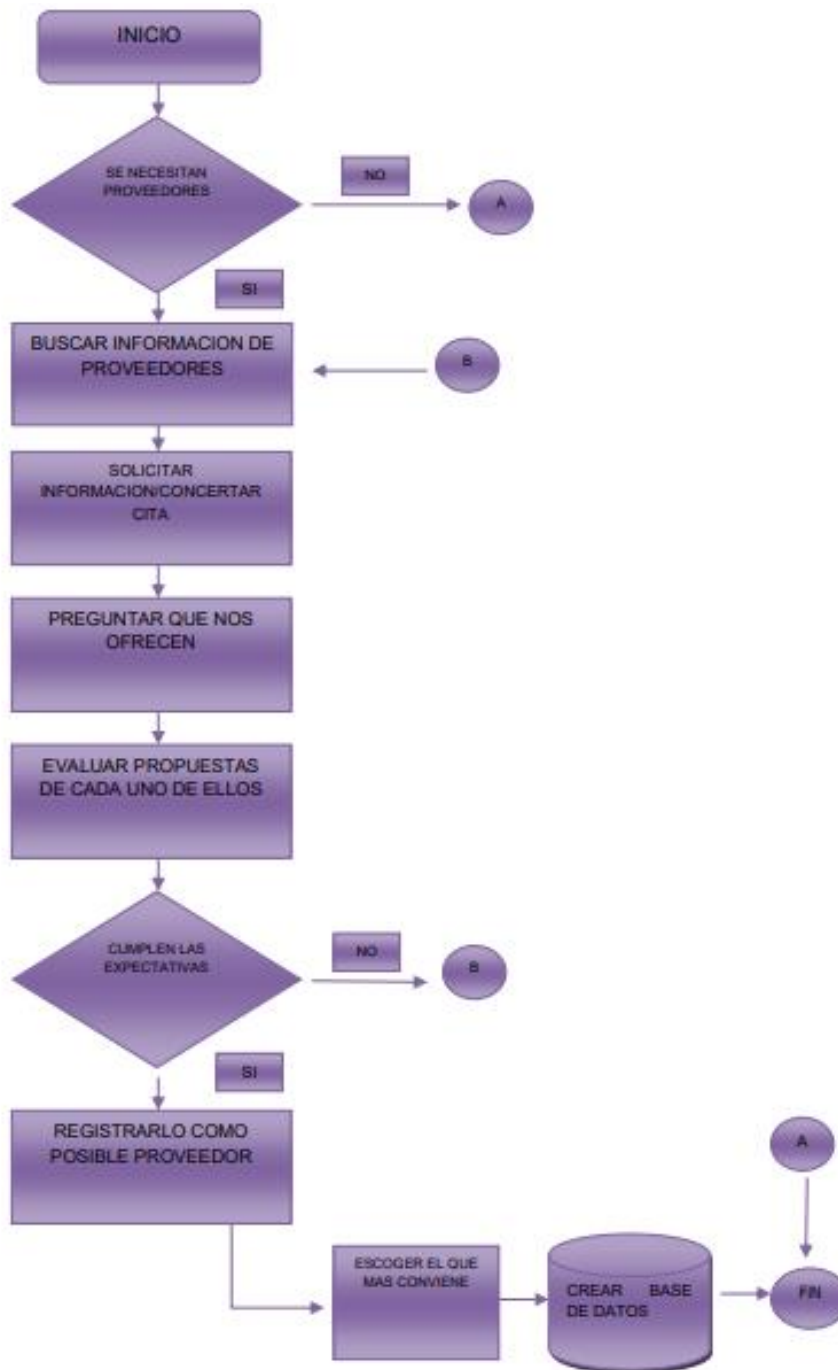 INICIO
SE NECESITAN
PROVEEDORES
NO
A
SI
BUSCAR INFORMACION DE
PROVEEDORES
B
SOLICITAR
INFORMACION/CONCERTAR
CITA
PREGUNTAR QUE NOS
OFRECEN
EVALUAR PROPUESTAS
DE CADA UNO DE ELLOS
CUMPLEN LAS
EXPECTATIVAS
NO
B
SI
REGISTRARLO COMO
POSIBLE PROVEEDOR
A
ESCOGER EL QUE
MAS CONVIENE
CREAR BASE
DE DATOS
FIN